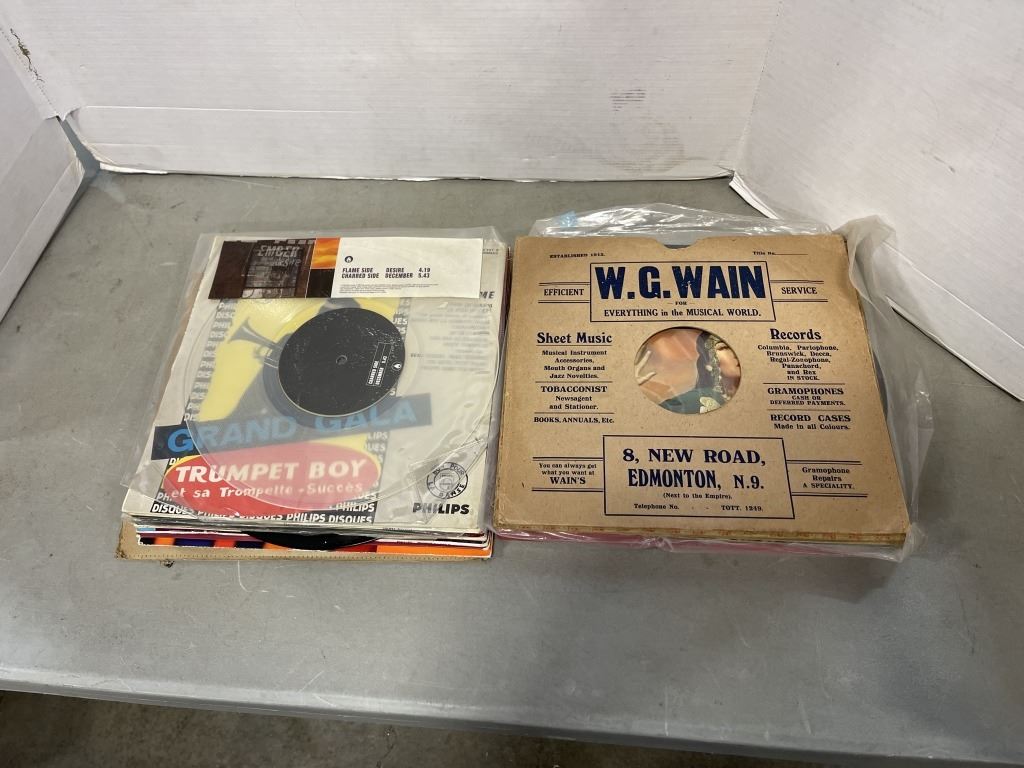 EMBER
FLAME SIDE DESIRE 4.19
CHARRED SIDE DECEMBER 5.43
GRAND GALA
TRUMPET BOY
et sa Trompette - Succès
DISQUES PHILIPS DISQUES
PHILIPS
ESTABLISHED 1912.
Title No.
EFFICIENT
W.G.WAIN
SERVICE
FOR
EVERYTHING in the MUSICAL WORLD.
Sheet Music
Musical Instrument
Accessories,
Mouth Organs and
Jazz Novelties.
TOBACCONIST
Newsagent
and Stationer.
BOOKS, ANNUALS, Etc.
Records
Columbia, Parlophone,
Brunswick, Decca,
Regal-Zonophone,
Panachord,
and Rex
IN STOCK.
GRAMOPHONES
CASH OR
DEFERRED PAYMENTS.
RECORD CASES
Made in all Colours.
You can always get
what you want at
WAIN'S
8, NEW ROAD,
EDMONTON, N.9.
(Next to the Empire).
Telephone No. - TOTT. 1249.
Gramophone
Repairs
A SPECIALITY.